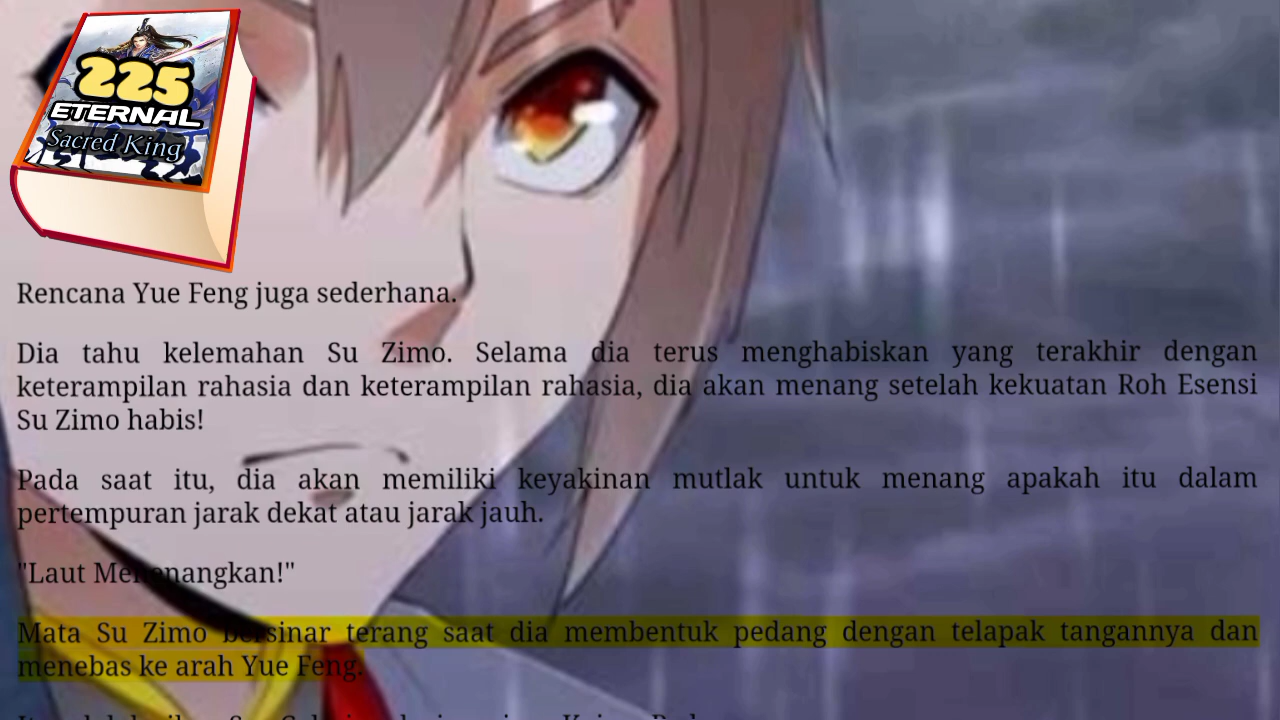 225
ETERNAL
Sacred King
Rencana Yue Feng juga sederhana.
Dia tahu kelemahan Su Zimo. Selama dia terus menghabiskan yang terakhir dengan
keterampilan rahasia dan keterampilan rahasia, dia akan menang setelah kekuatan Roh Esensi
Su Zimo habis!
Pada saat itu, dia akan memiliki keyakinan mutlak untuk menang apakah itu dalam
pertempuran jarak dekat atau jarak jauh.
"Laut Menenangkan!"
Mata Su Zimo bersinar terang saat dia membentuk pedang dengan telapak tangannya dan
menebas ke arah Yue Feng.